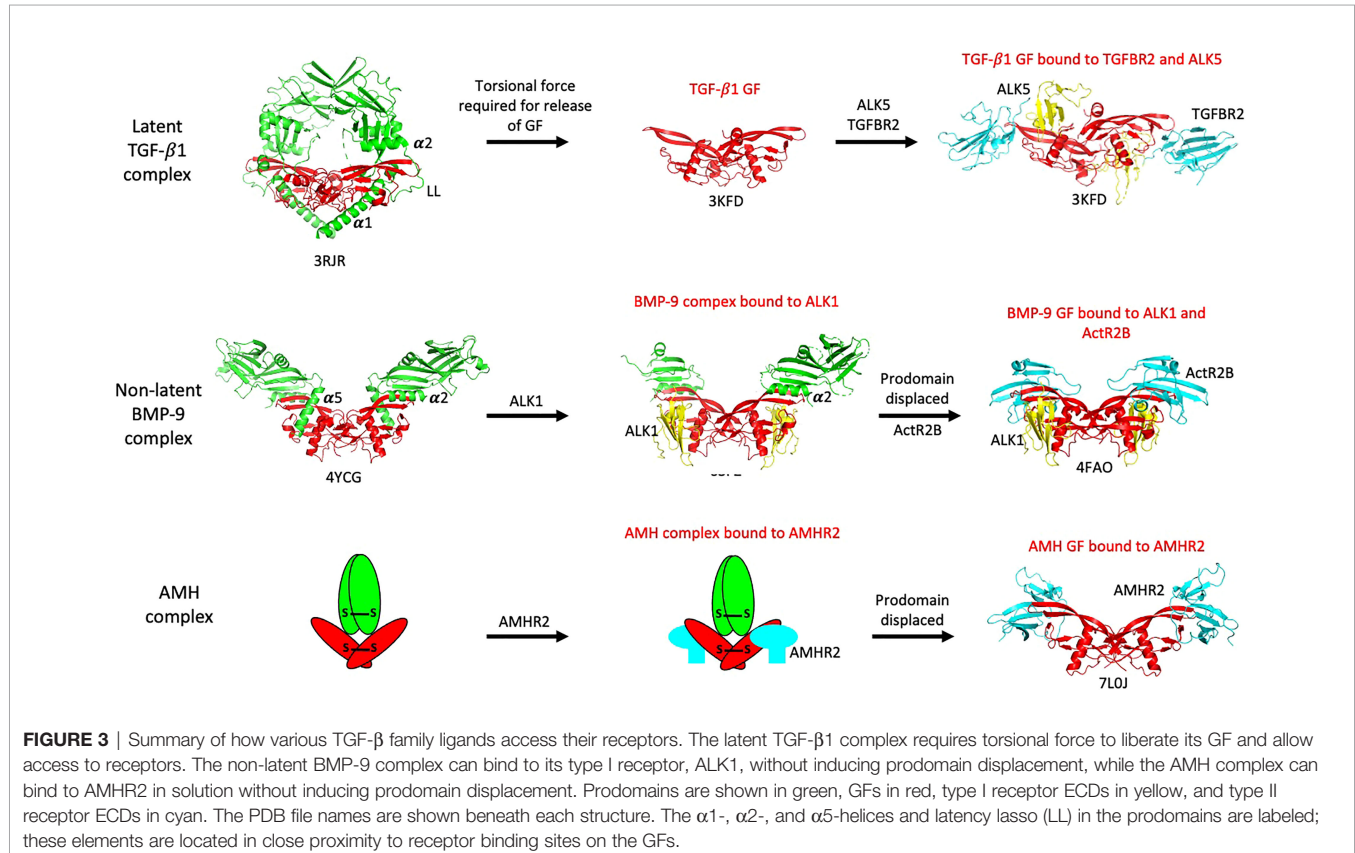 Latent
TGF-β1
complex
α2
LL
α1
3RJR
Torsional force
required for release
of GF
TGF-β1 GF
3KFD
ALK5
TGFBR2
TGF-β1 GF bound to TGFBR2 and ALK5
ALK5
TGFBR2
3KFD
Non-latent
BMP-9
complex
α5
α2
4YCG
ALK1
BMP-9 compex bound to ALK1
α2
ALK1
Prodomain
displaced
ActR2B
BMP-9 GF bound to ALK1 and
ActR2B
ActR2B
ALK1
4FAO
AMH
complex
S S
S S
AMHR2
AMH complex bound to AMHR2
S S
S S
AMHR2
Prodomain
displaced
AMH GF bound to AMHR2
AMHR2
7L0J
FIGURE 3 | Summary of how various TGF-β family ligands access their receptors. The latent TGF-β1 complex requires torsional force to liberate its GF and allow
access to receptors. The non-latent BMP-9 complex can bind to its type I receptor, ALK1, without inducing prodomain displacement, while the AMH complex can
bind to AMHR2 in solution without inducing prodomain displacement. Prodomains are shown in green, GFs in red, type I receptor ECDs in yellow, and type II
receptor ECDs in cyan. The PDB file names are shown beneath each structure. The α1-, α2-, and α5-helices and latency lasso (LL) in the prodomains are labeled;
these elements are located in close proximity to receptor binding sites on the GFs.